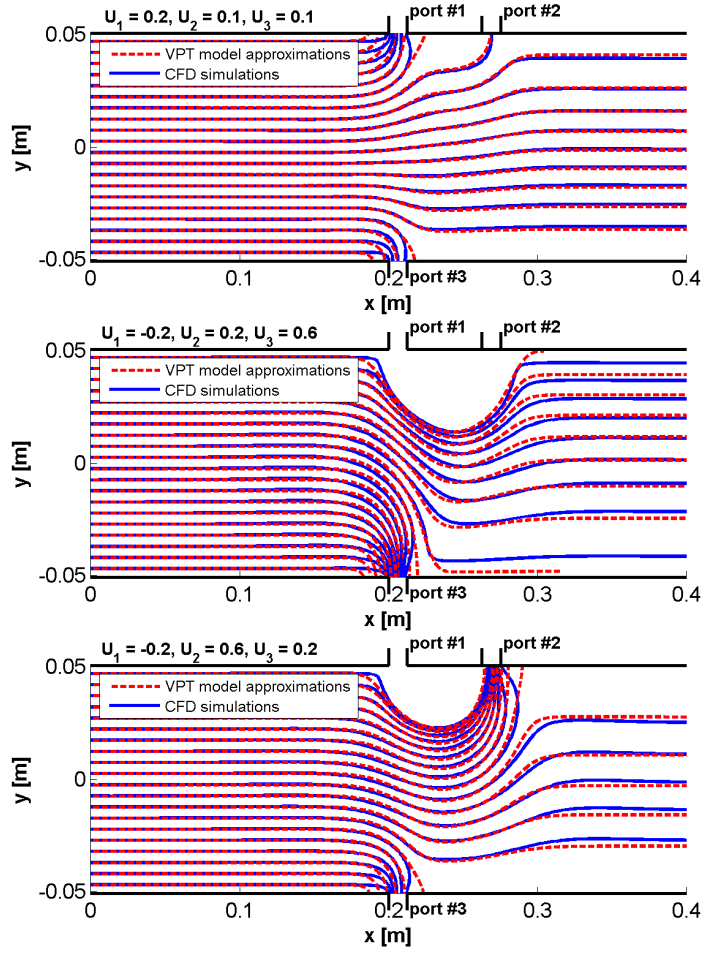 U1 = 0.2, U2 = 0.1, U3 = 0.1
port #1
port #2
0.05
VPT model approximations
CFD simulations
y [m]
0
-0.05
0
0.1
0.2
port #3
0.3
0.4
x [m]
U1 = -0.2, U2 = 0.2, U3 = 0.6
port #1
port #2
0.05
VPT model approximations
CFD simulations
y [m]
0
-0.05
0
0.1
0.2
port #3
0.3
0.4
x [m]
U1 = -0.2, U2 = 0.6, U3 = 0.2
port #1
port #2
0.05
VPT model approximations
CFD simulations
y [m]
0
-0.05
0
0.1
0.2
port #3
0.3
0.4
x [m]